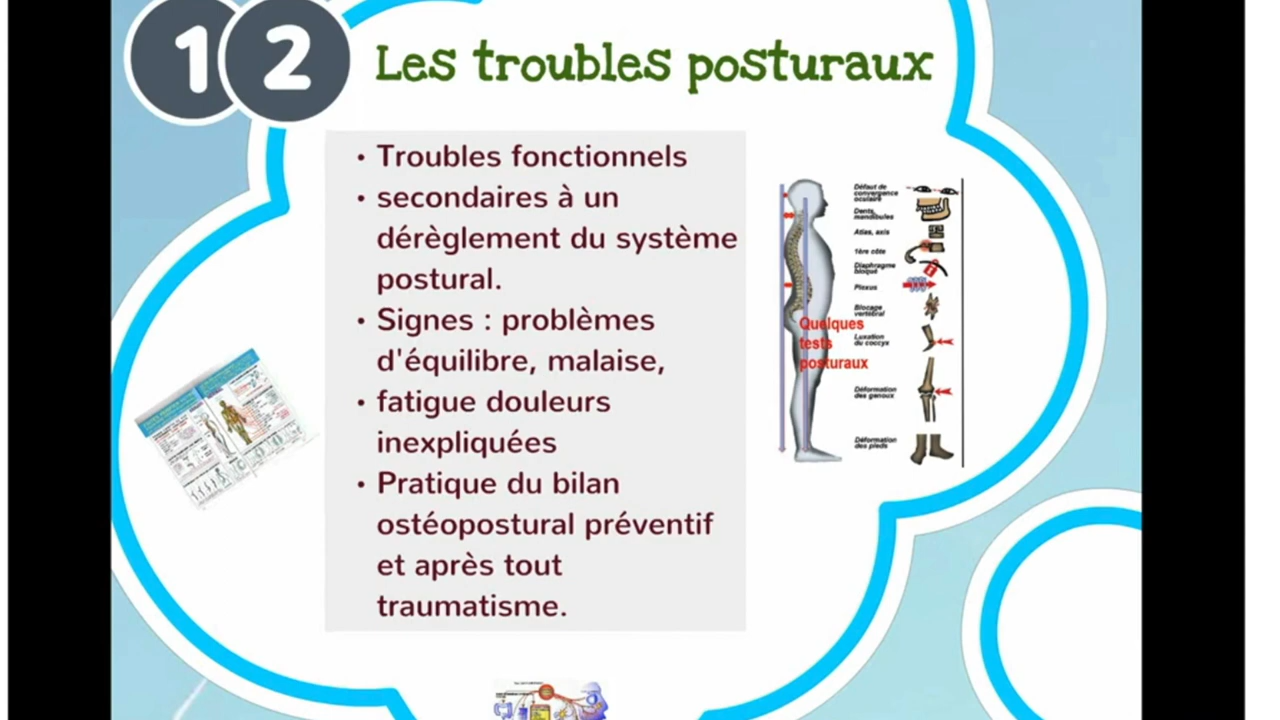 1 2
Les troubles posturaux
• Troubles fonctionnels
• secondaires à un
dérèglement du système
postural.
• Signes : problèmes
d'équilibre, malaise,
• fatigue douleurs
inexpliquées
• Pratique du bilan
ostéopostural préventif
et après tout
traumatisme.
Défaut de
convergence
oculaire
Dents,
mandibules
Atlas, axis
1ère côte
Diaphragme
bloqué
Plexus
Blocage
vertébral
Luxation
du coccyx
Déformation
des genoux
Déformation
des pieds
Quelques
tests
posturaux